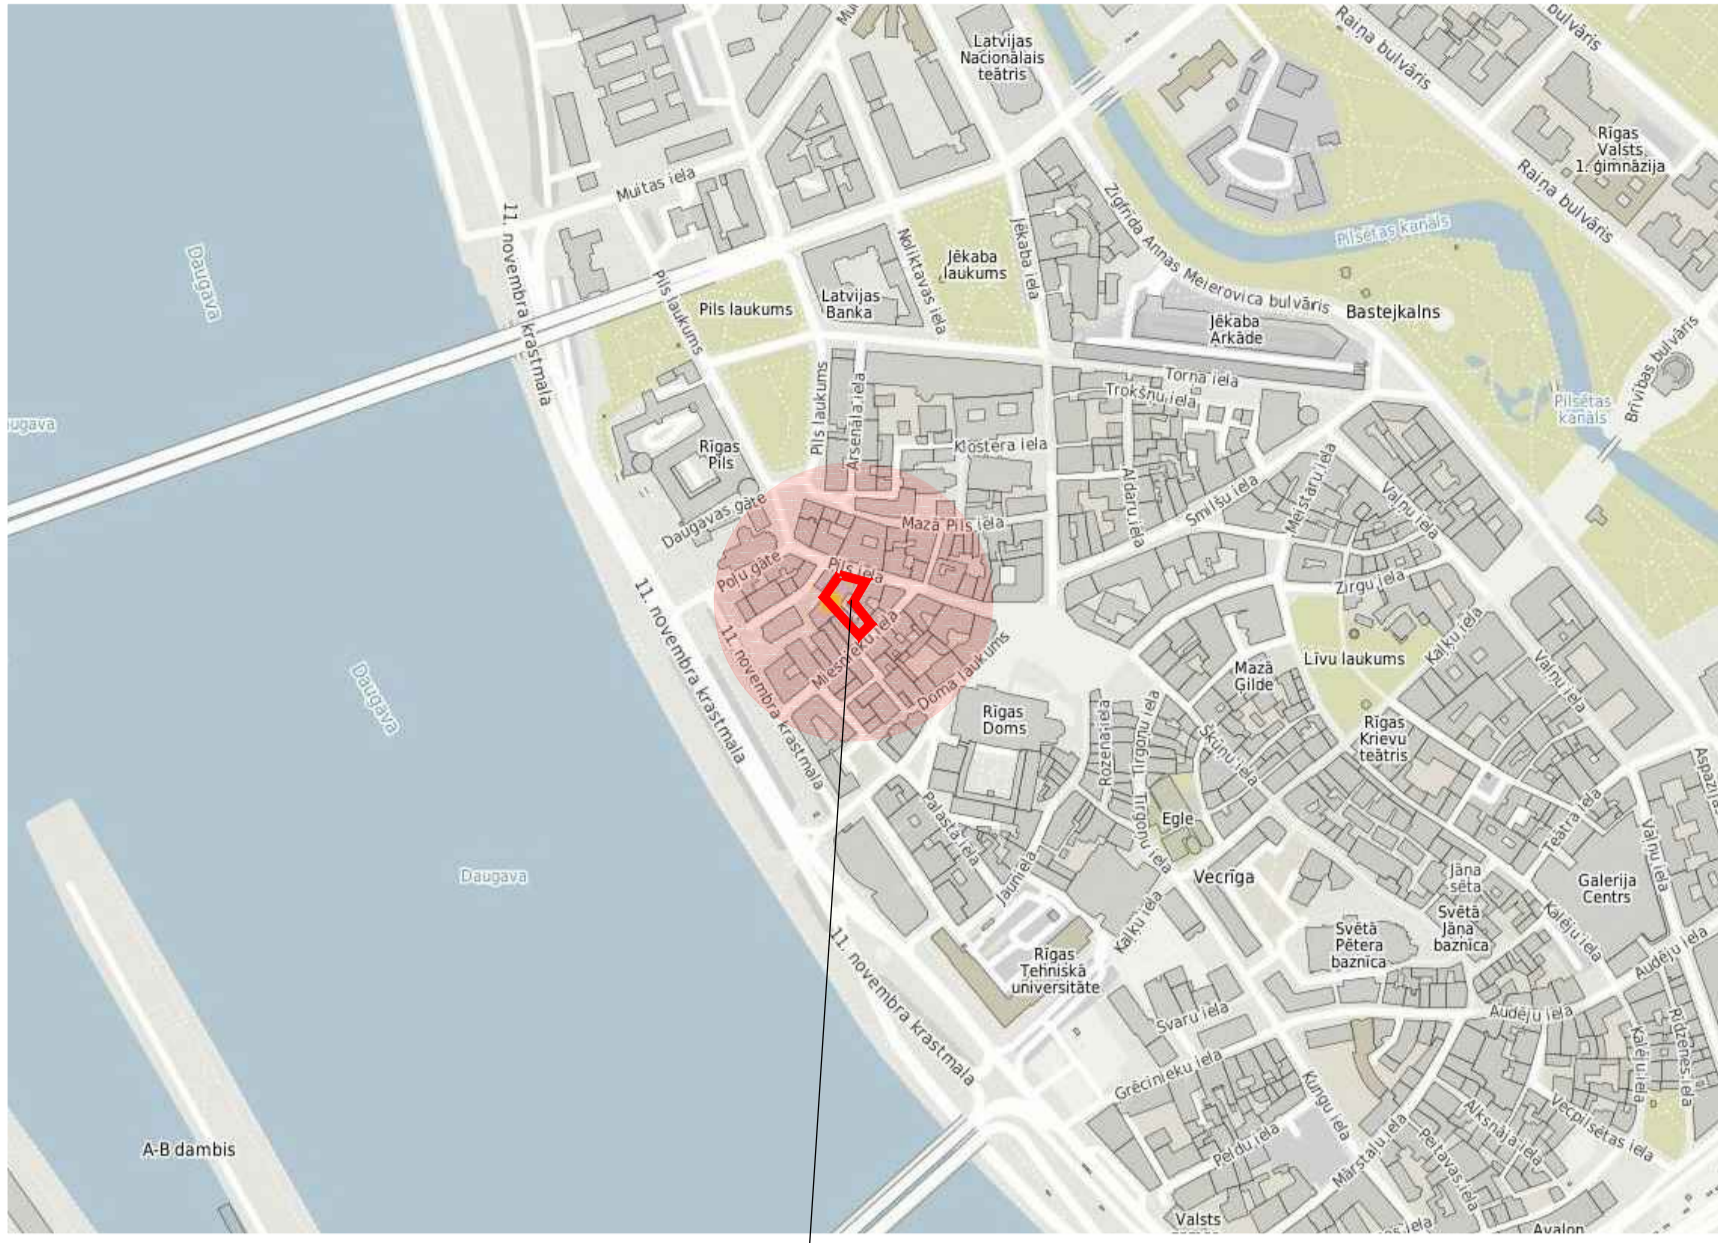 Latvijas
Nacionālais
teātris
Raiņa bulvāris
bulvāris
Rīgas
Valsts
1. ģimnāzija
Raiņa bulvāris
Muitas iela
11. novembra krastmala
Zigfrīda Annas Meierovica bulvāris
Pilsētas kanāls
Daugava
Noliktavas iela
Jēkaba iela
Jēkaba
laukums
Pils laukums
Pils laukums
Latvijas
Banka
Jēkaba
Arkāde
Bastejkalns
Brīvības bulvāris
Torņa iela
Trokšņu iela
Pils laukums
Arsenāla iela
Pilsētas
kanāls
Rīgas
Pils
Klostera iela
Aldaru iela
Smilšu iela
Meistaru iela
Vaļņu iela
Daugavas gāte
Mazā Pils iela
Poļu gāte
Pils iela
Zirgu iela
11. novembra krastmala
11. novembra krastmala
Miesnieku iela
Doma laukums
Kaļķu iela
Līvu laukums
Mazā
Ģilde
Vaļņu iela
Daugava
Rīgas
Doms
Rozena iela
Tirgoņu iela
Šķūņu iela
Rīgas
Krievu
teātris
Palasta iela
Tirgoņu iela
Egle
Teātra iela
Vaļņu iela
Daugava
Jauniela
Vecrīga
Jāna
sēta
Galerija
Centrs
Kaļķu iela
Svētā
Jāņa
baznīca
Kalēju iela
Svētā
Pētera
baznīca
Audēju iela
11. novembra krastmala
Rīgas
Tehniskā
universitāte
Svaru iela
Audēju iela
Kalēju iela
Rīdzenes iela
Grēcinieku iela
Kungu iela
Vecpilsētas iela
Alksnāja iela
Peldu iela
Mārstaļu iela
Peitavas iela
A-B dambis
Valsts
Avalon